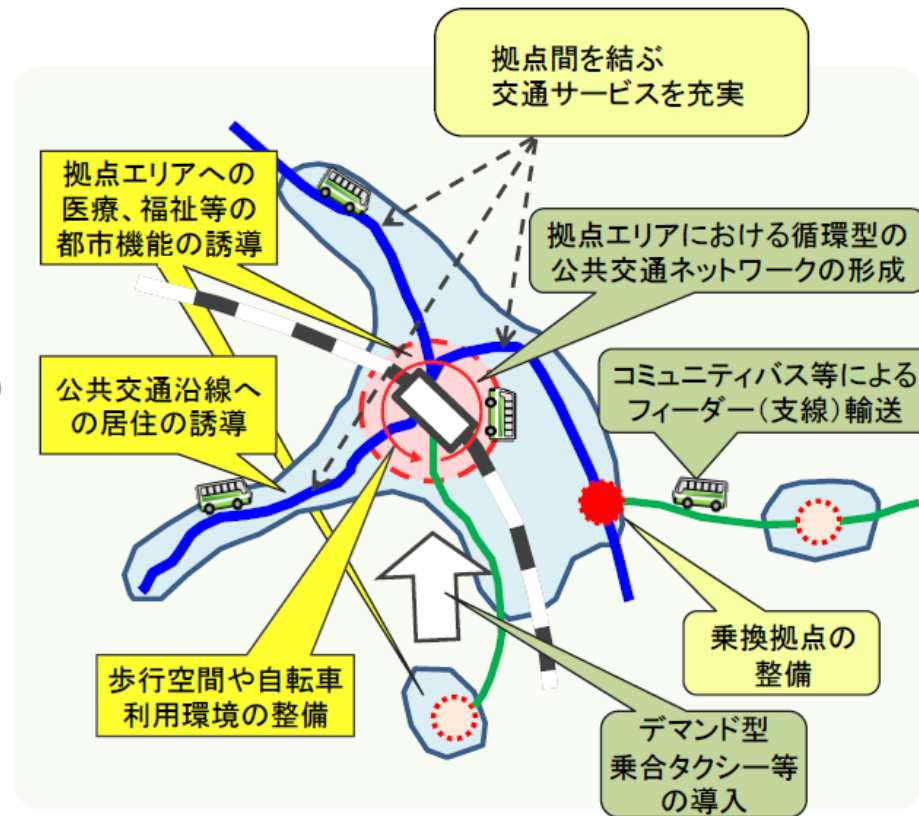 拠点間を結ぶ
交通サービスを充実
拠点エリアへの
医療、福祉等の
都市機能の誘導
拠点エリアにおける循環型の
公共交通ネットワークの形成
公共交通沿線へ
の居住の誘導
コミュニティバス等による
フィーダー(支線)輸送
歩行空間や自転車
利用環境の整備
乗換拠点の
整備
デマンド型
乗合タクシー等
の導入